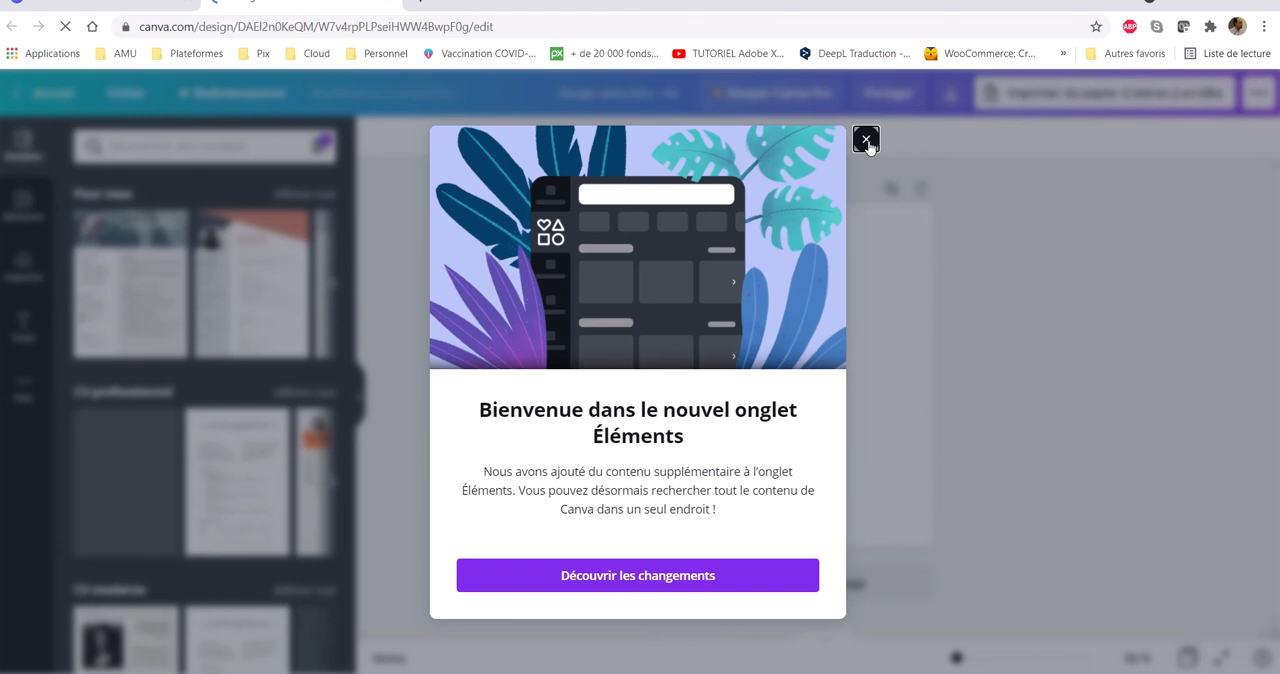 canva.com/design/DAEl2n0KeQM/W7v4rpPLPseiHWW4BwpF0g/edit
ABP
Applications AMU Plateformes Pix Cloud Personnel Vaccination COVID-... + de 20 000 fonds... TUTORIEL Adobe X... DeepL Traduction -... WooCommerce: Cr... » Autres favoris Liste de lecture
Bienvenue dans le nouvel onglet
Éléments
Nous avons ajouté du contenu supplémentaire à l'onglet
Éléments. Vous pouvez désormais rechercher tout le contenu de
Canva dans un seul endroit !
Découvrir les changements